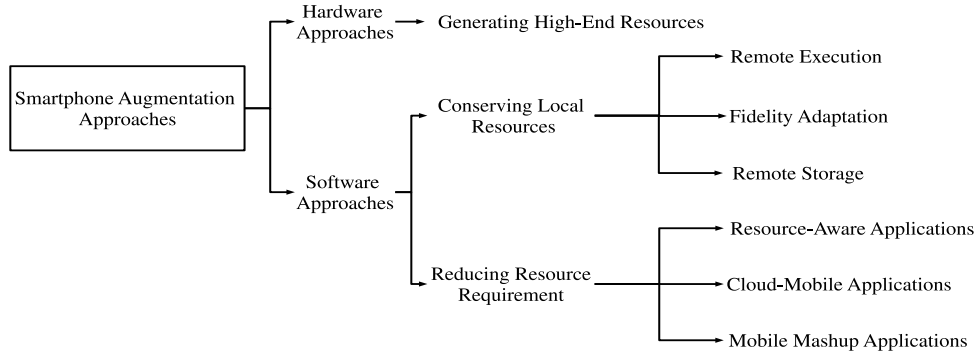 Smartphone Augmentation
Approaches
Hardware
Approaches
Generating High-End Resources
Software
Approaches
Conserving Local
Resources
Remote Execution
Fidelity Adaptation
Remote Storage
Reducing Resource
Requirement
Resource-Aware Applications
Cloud-Mobile Applications
Mobile Mashup Applications